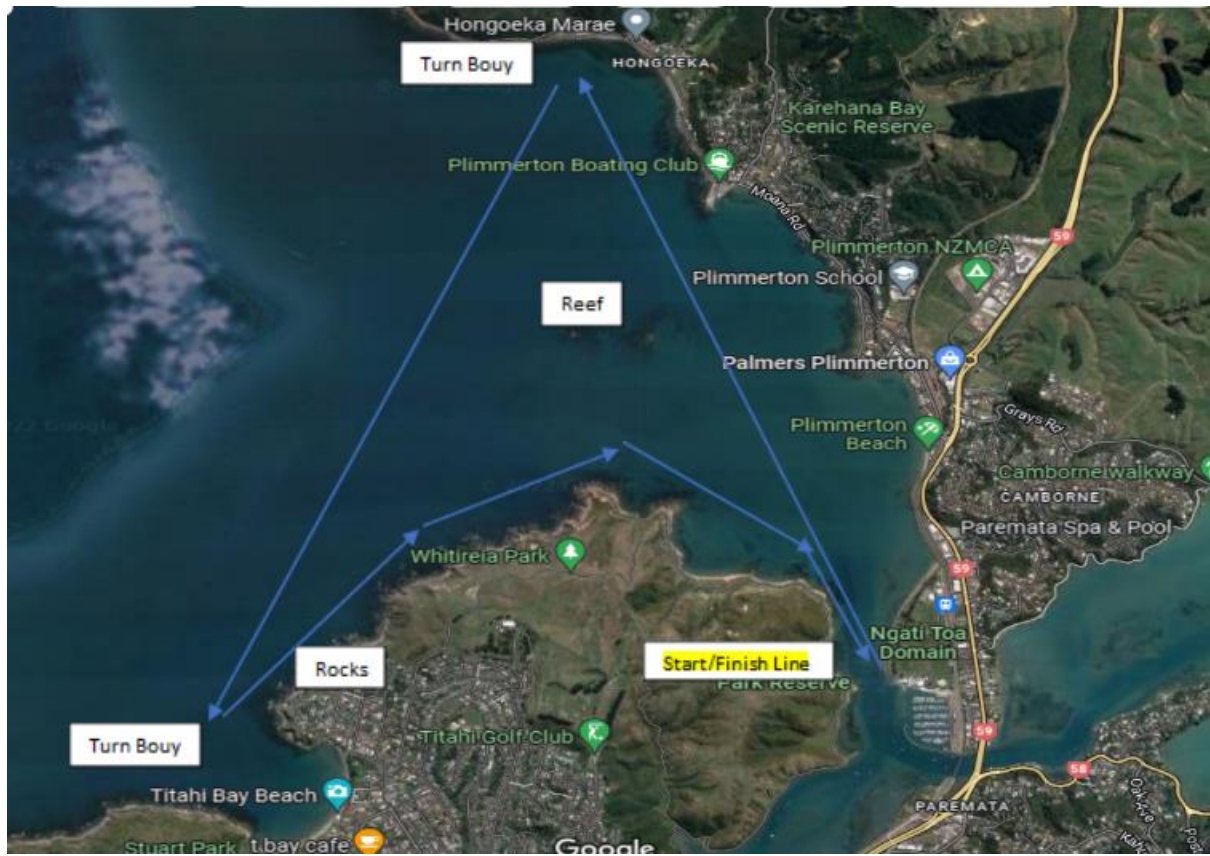 Hongoeka Marae
Turn Bouy
HONGOEKA
Karehana Bay
Scenic Reserve
Plimmerton Boating Club
Moana Rd
59
Plimmerton NZMCA
Plimmerton School
Reef
Palmers Plimmerton
Grays Rd
Plimmerton
Beach
Camborne walkway
CAMBORNE
Paremata Spa & Pool
Whitireia Park
59
Ngati Toa
Domain
Rocks
Start/Finish Line
Park Reserve
Turn Bouy
Titahi Golf Club
59
58
Titahi Bay Beach
PAREMATA
Oak Ave
Stuart Park
t.bay cafe
Google